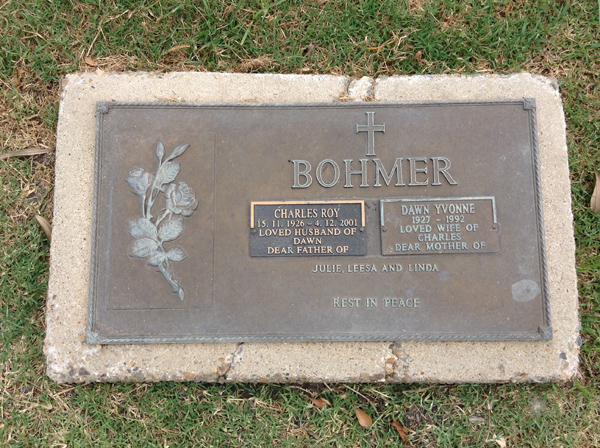 BOHMER
CHARLES ROY
15. 11. 1926 – 4. 12. 2001
LOVED HUSBAND OF
DAWN
DEAR FATHER OF
DAWN YVONNE
1927 – 1992
LOVED WIFE OF
CHARLES
DEAR MOTHER OF
JULIE, LEESA AND LINDA
REST IN PEACE